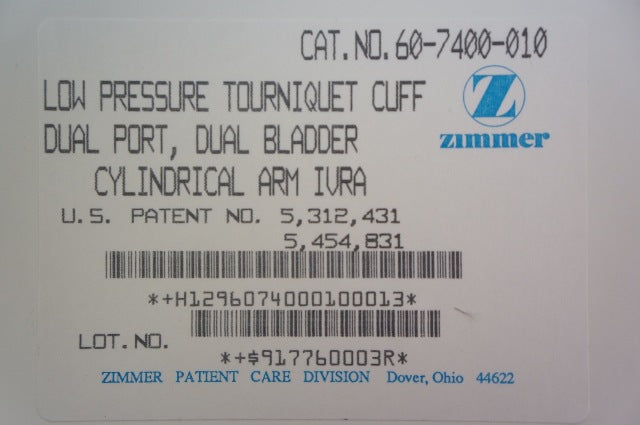 CAT.NO. 60-7400-010
LOW PRESSURE TOURNIQUET CUFF
DUAL PORT, DUAL BLADDER
CYLINDRICAL ARM IVRA
Z
zimmer
U.S. PATENT NO. 5,312,431
5,454,831
*+H1296074000100013*
LOT.NO.
*+$917760003R*
ZIMMER PATIENT CARE DIVISION Dover, Ohio 44622